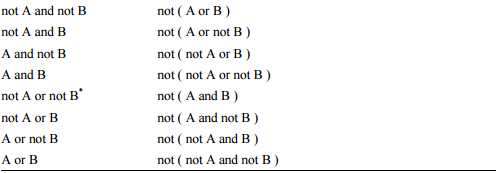 not A and not B not ( A or B )
not A and B not ( A or not B )
A and not B not ( not A or B )
A and B not ( not A or not B )
not A or not B* not ( A and B )
not A or B not ( A and not B )
A or not B not ( not A and B )
A or B not ( not A and not B )